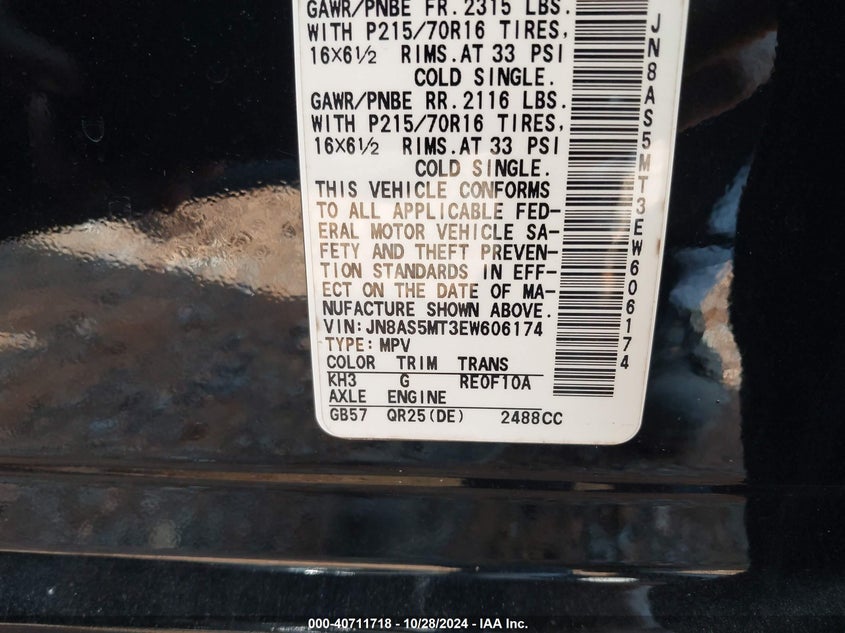 GAWR/PNBE FR. 2315 LBS.
WITH P215/70R16 TIRES,
16X6½ RIMS. AT 33 PSI
COLD SINGLE.
GAWR/PNBE RR. 2116 LBS.
WITH P215/70R16 TIRES,
16X6½ RIMS. AT 33 PSI
COLD SINGLE.
THIS VEHICLE CONFORMS
TO ALL APPLICABLE FED-
ERAL MOTOR VEHICLE SA-
FETY AND THEFT PREVEN-
TION STANDARDS IN EFF-
ECT ON THE DATE OF MA-
NUFACTURE SHOWN ABOVE.
VIN: JN8AS5MT3EW606174
TYPE: MPV
COLOR TRIM TRANS
KH3 G RE0F10A
AXLE ENGINE
GB57 QR25(DE) 2488CC
JN8AS5MT3EW606174
000-40711718 - 10/28/2024 - IAA Inc.